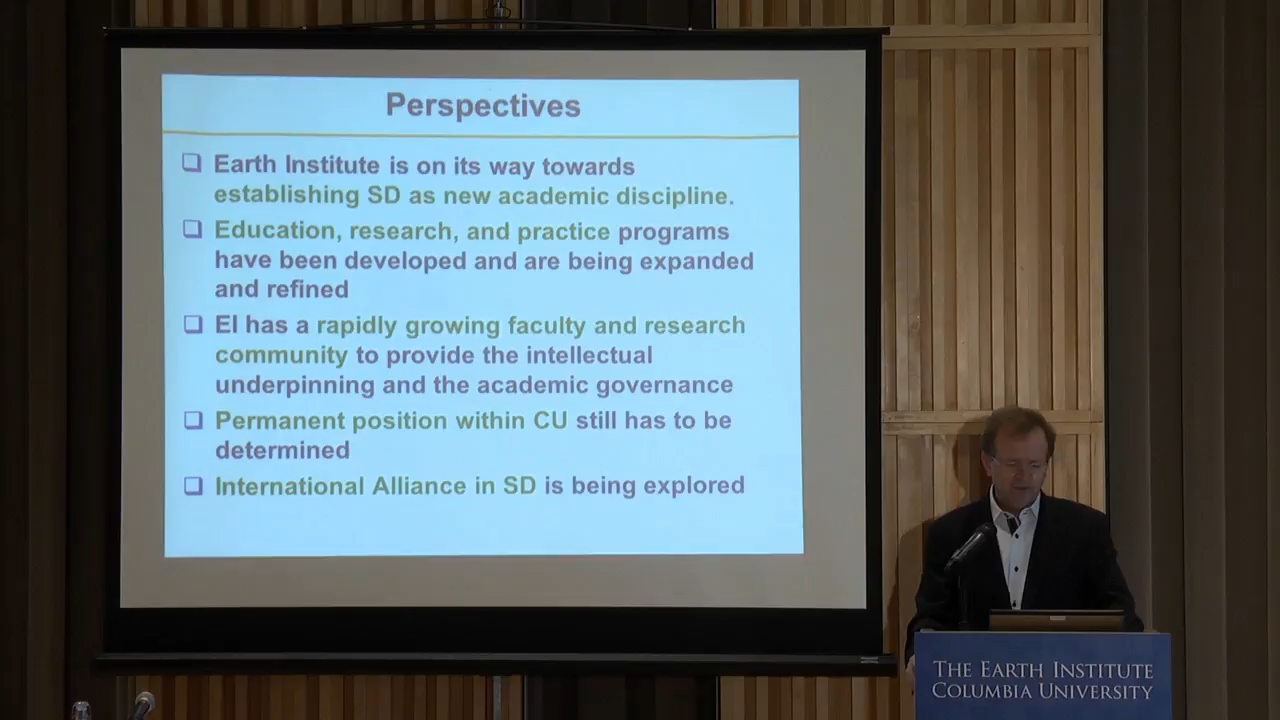 Perspectives
❑ Earth Institute is on its way towards
establishing SD as new academic discipline.
❑ Education, research, and practice programs
have been developed and are being expanded
and refined
❑ EI has a rapidly growing faculty and research
community to provide the intellectual
underpinning and the academic governance
❑ Permanent position within CU still has to be
determined
❑ International Alliance in SD is being explored
THE EARTH INSTITUTE
COLUMBIA UNIVERSITY